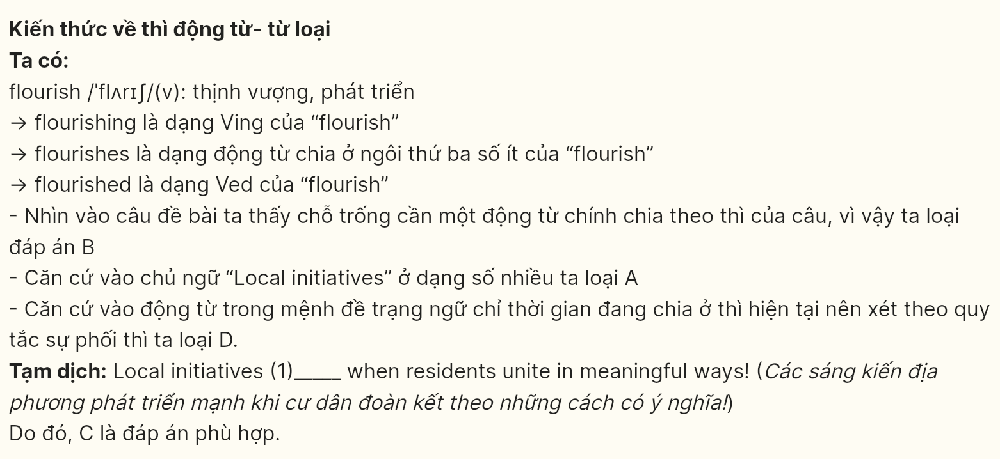 Kiến thức về thì động từ- từ loại
Ta có:
flourish /ˈflʌrɪʃ/(v): thịnh vượng, phát triển
→ flourishing là dạng Ving của “flourish”
→ flourishes là dạng động từ chia ở ngôi thứ ba số ít của “flourish”
→ flourished là dạng Ved của “flourish”
- Nhìn vào câu đề bài ta thấy chỗ trống cần một động từ chính chia theo thì của câu, vì vậy ta loại
đáp án B
- Căn cứ vào chủ ngữ “Local initiatives” ở dạng số nhiều ta loại A
- Căn cứ vào động từ trong mệnh đề trạng ngữ chỉ thời gian đang chia ở thì hiện tại nên xét theo quy
tắc sự phối thì ta loại D.
Tạm dịch: Local initiatives (1)_____ when residents unite in meaningful ways! (Các sáng kiến địa
phương phát triển mạnh khi cư dân đoàn kết theo những cách có ý nghĩa!)
Do đó, C là đáp án phù hợp.